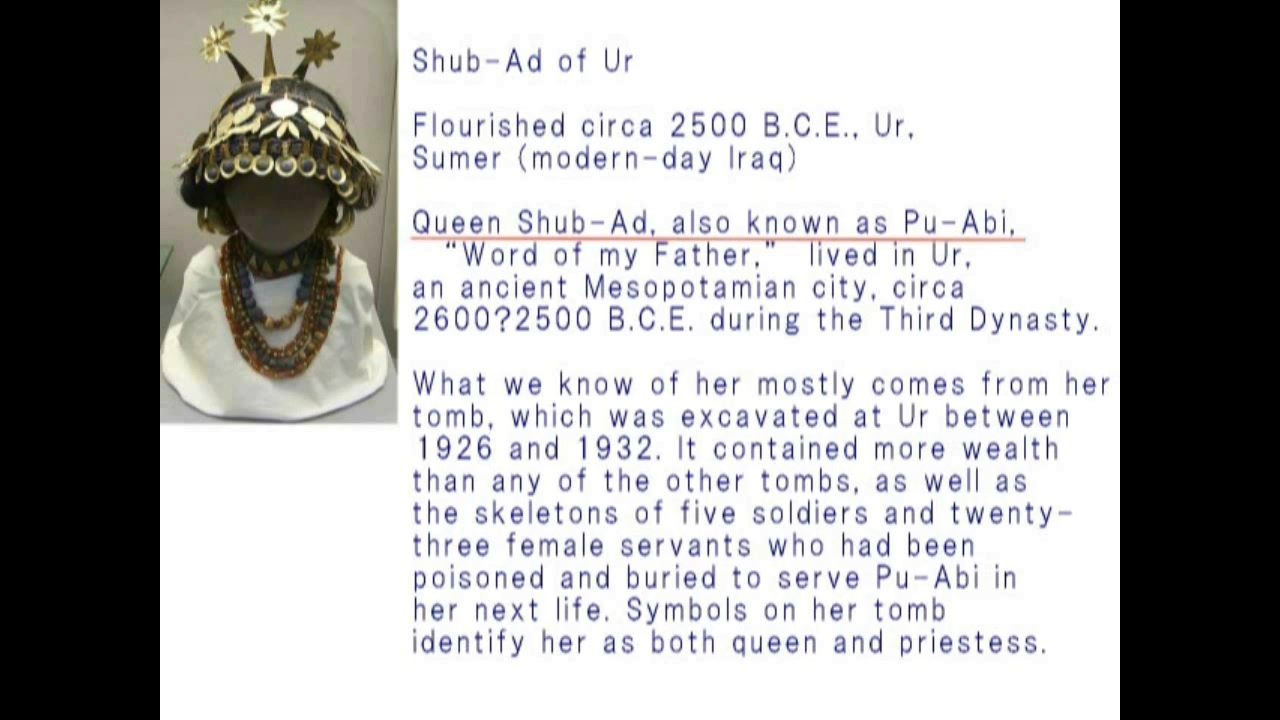 Shub-Ad of Ur
Flourished circa 2500 B.C.E., Ur,
Sumer (modern-day Iraq)
Queen Shub-Ad, also known as Pu-Abi,
“Word of my Father,” lived in Ur,
an ancient Mesopotamian city, circa
2600?2500 B.C.E. during the Third Dynasty.
What we know of her mostly comes from her
tomb, which was excavated at Ur between
1926 and 1932. It contained more wealth
than any of the other tombs, as well as
the skeletons of five soldiers and twenty-
three female servants who had been
poisoned and buried to serve Pu-Abi in
her next life. Symbols on her tomb
identify her as both queen and priestess.